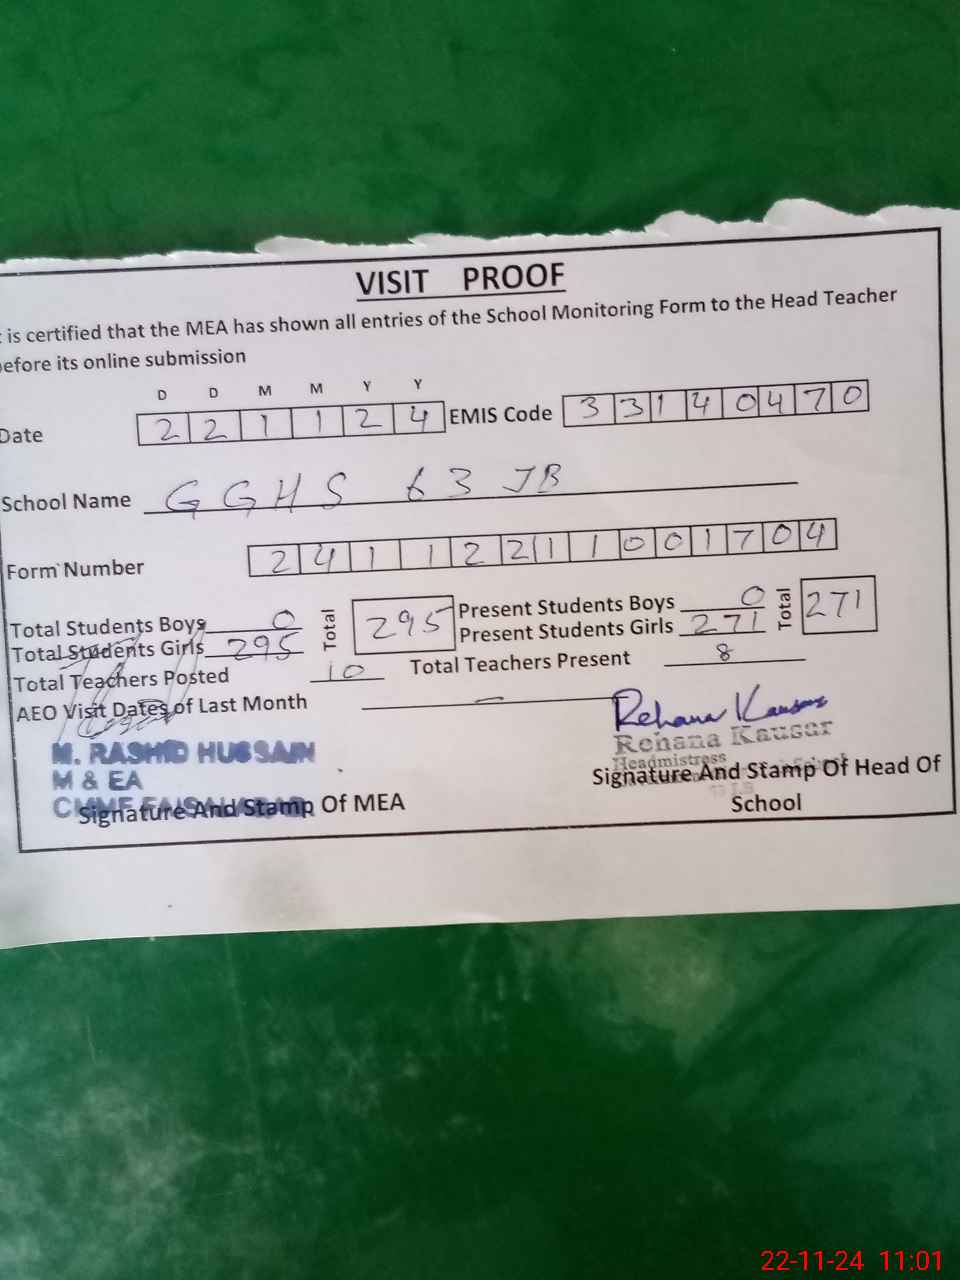 VISIT PROOF
is certified that the MEA has shown all entries of the School Monitoring Form to the Head Teacher
before its online submission
D D M M Y Y
Date 2 2 1 1 2 4 EMIS Code 3 3 1 4 0 4 7 0
School Name GGHS 63 JB
Form Number 2 4 1 1 2 2 1 1 0 0 1 7 0 4
Total Students Boys 0 Total 295 Present Students Boys 0 Total 271
Total Students Girls 295 Present Students Girls 271
Total Teachers Posted 10 Total Teachers Present 8
AEO Visit Dates of Last Month —
Rehana Kausar
M. RASHID HUSSAIN
Rehana Kausar
M & EA
Headmistress
CMMF FAISALABAD
Signature And Stamp Of MEA
Signature And Stamp Of Head Of
School
22-11-24 11:01